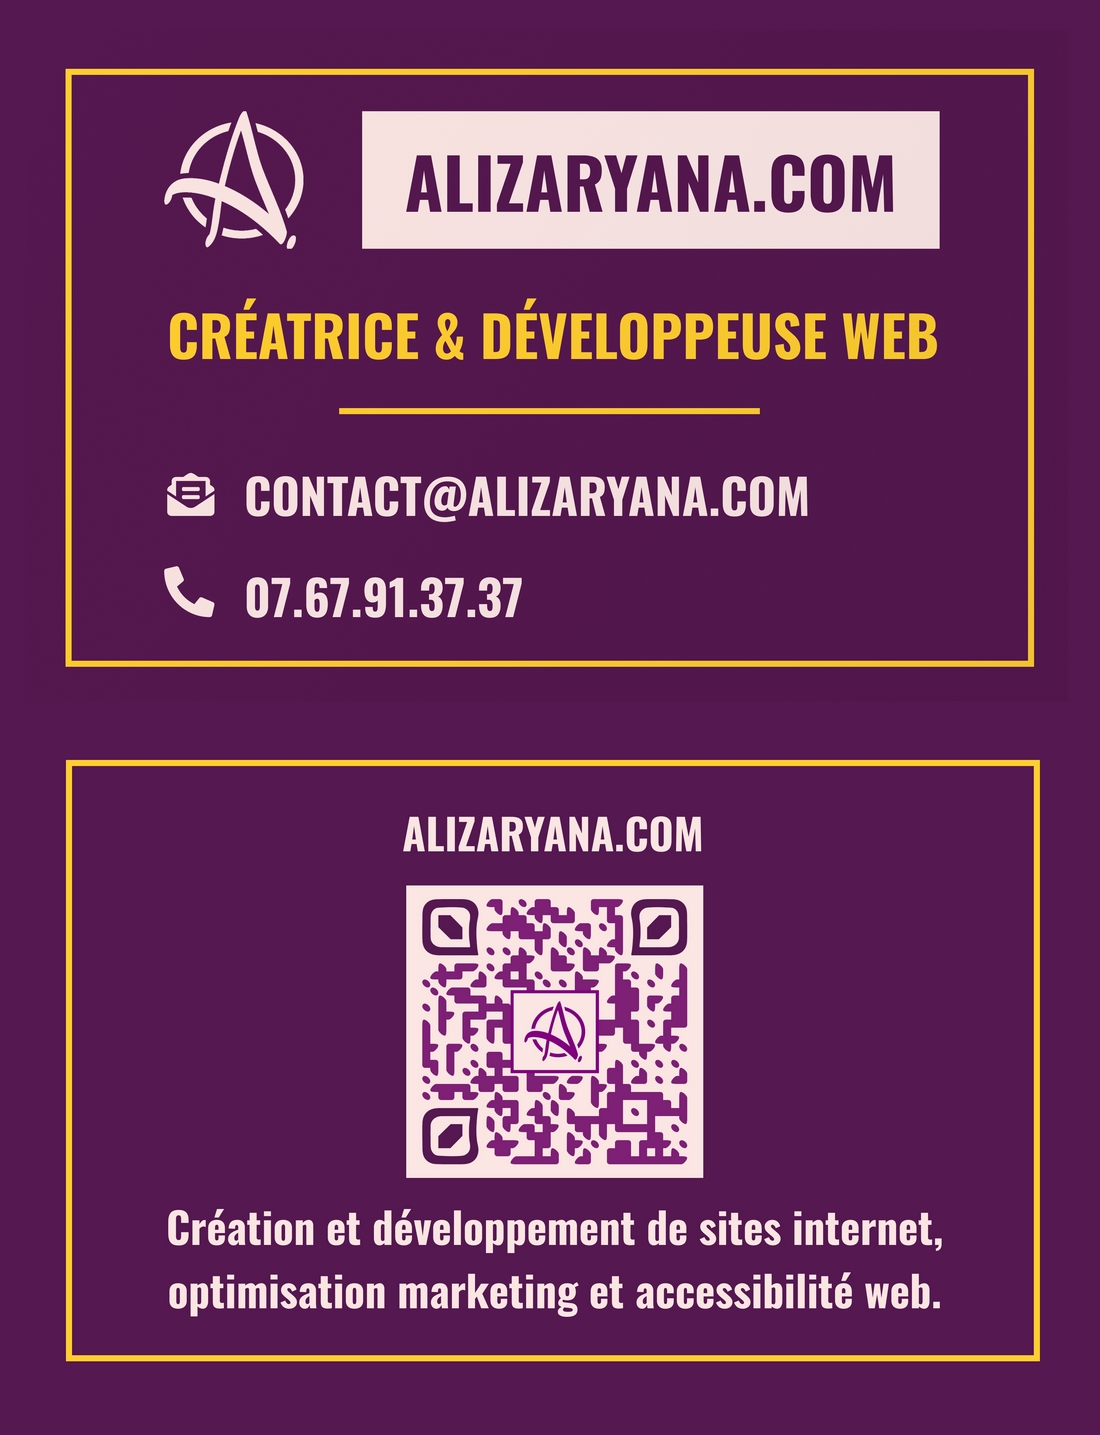 ALIZARYANA.COM
CRÉATRICE & DÉVELOPPEUSE WEB
CONTACT@ALIZARYANA.COM
07.67.91.37.37
ALIZARYANA.COM
Création et développement de sites internet,
optimisation marketing et accessibilité web.